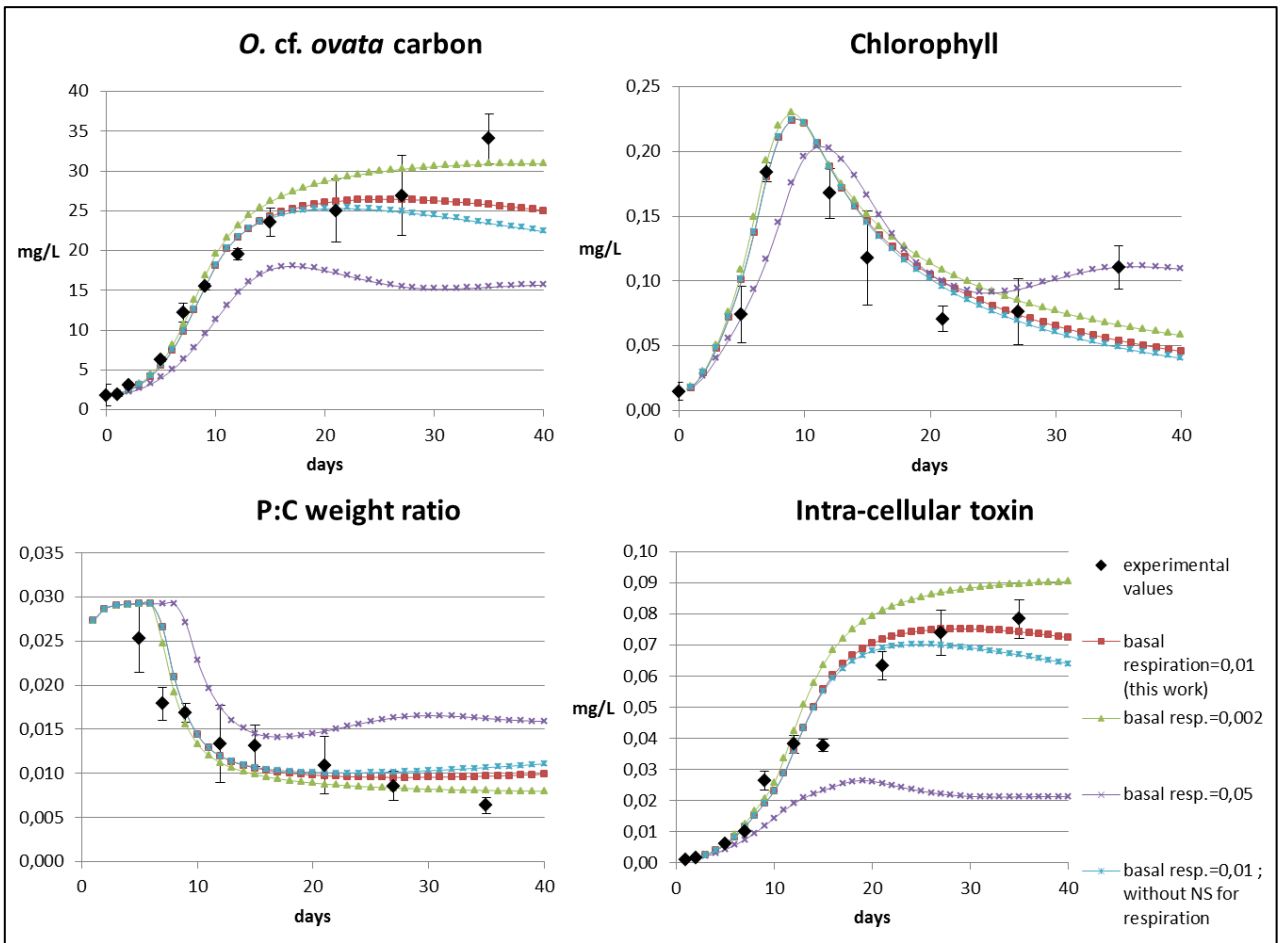 O. cf. ovata carbon
40
35
30
25
20
15
10
5
0
mg/L
0 10 20 30 40
days
Chlorophyll
0,25
0,20
0,15
0,10
0,05
0,00
mg/L
0 10 20 30 40
days
P:C weight ratio
0,035
0,030
0,025
0,020
0,015
0,010
0,005
0,000
0 10 20 30 40
days
Intra-cellular toxin
0,10
0,09
0,08
0,07
0,06
0,05
0,04
0,03
0,02
0,01
0,00
mg/L
0 10 20 30 40
days
experimental
values
basal
respiration=0,01
(this work)
basal resp.=0,002
basal resp.=0,05
basal resp.=0,01 ;
without NS for
respiration